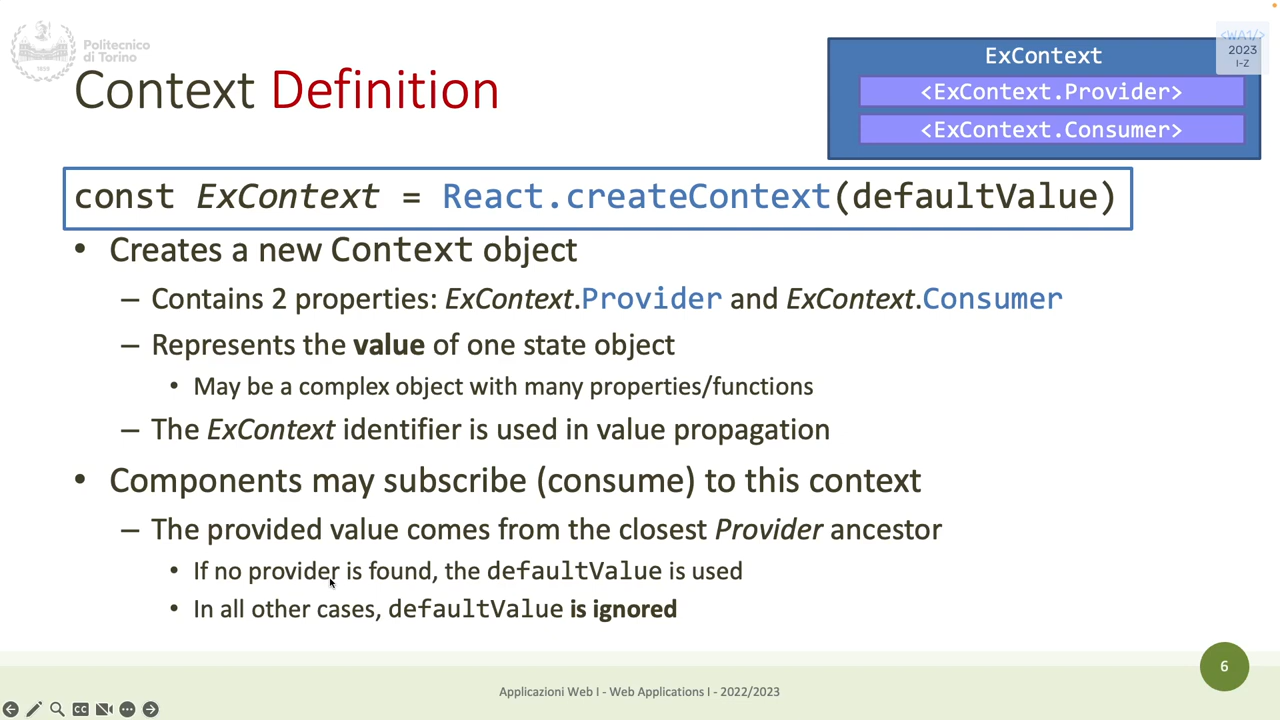 Politecnico
di Torino
Context Definition
<WA1/>
2023
I-Z
ExContext
<ExContext.Provider>
<ExContext.Consumer>
const ExContext = React.createContext(defaultValue)
• Creates a new Context object
– Contains 2 properties: ExContext.Provider and ExContext.Consumer
– Represents the value of one state object
• May be a complex object with many properties/functions
– The ExContext identifier is used in value propagation
• Components may subscribe (consume) to this context
– The provided value comes from the closest Provider ancestor
• If no provider is found, the defaultValue is used
• In all other cases, defaultValue is ignored
6
Applicazioni Web I - Web Applications I - 2022/2023
CC